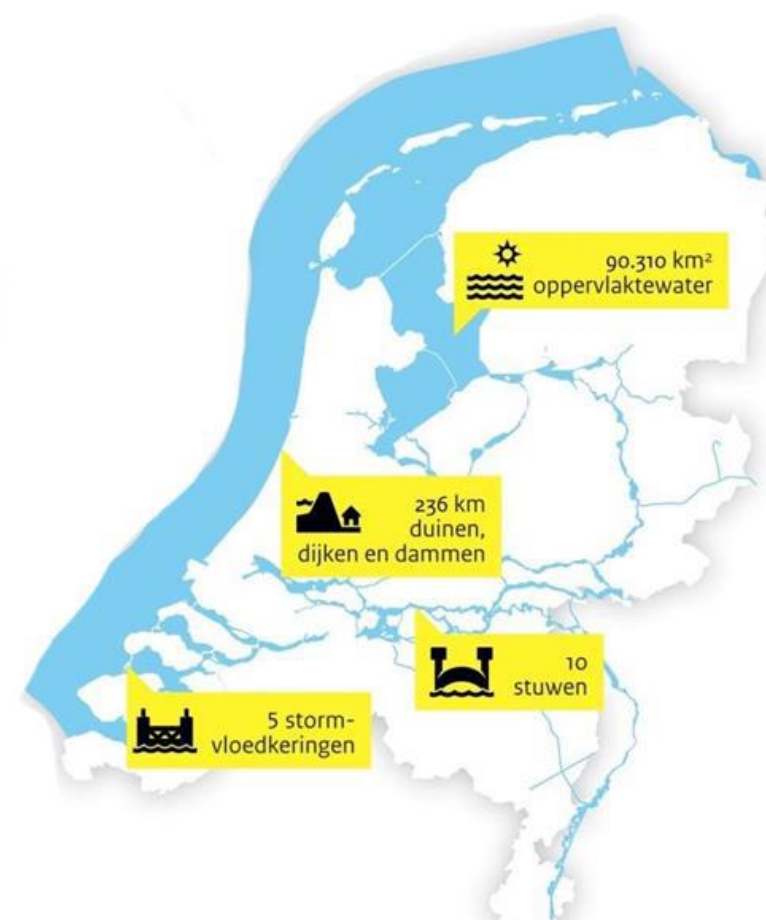 90.310 km²
oppervlaktewater
236 km
duinen,
dijken en dammen
10
stuwen
5 storm-
vloedkeringen